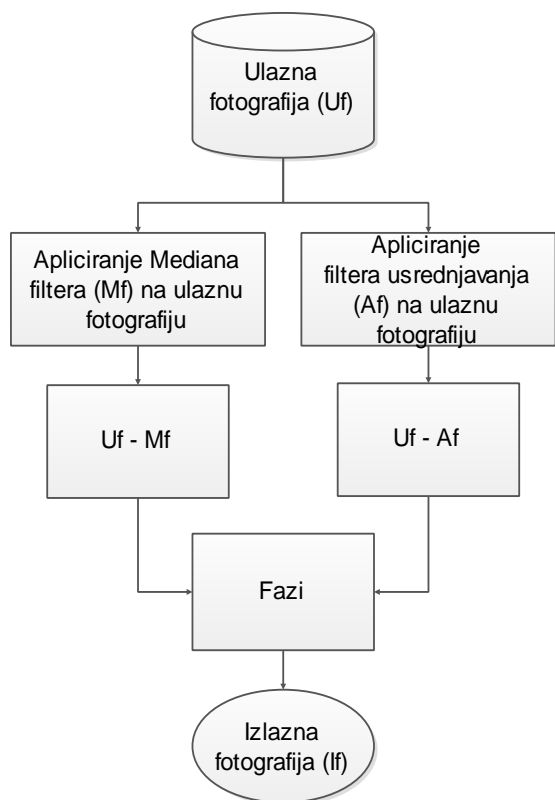 Ulazna
fotografija (Uf)
Apliciranje Mediana
filtera (Mf) na ulaznu
fotografiju
Apliciranje
filtera usrednjavanja
(Af) na ulaznu
fotografiju
Uf - Mf
Uf - Af
Fazi
Izlazna
fotografija (If)